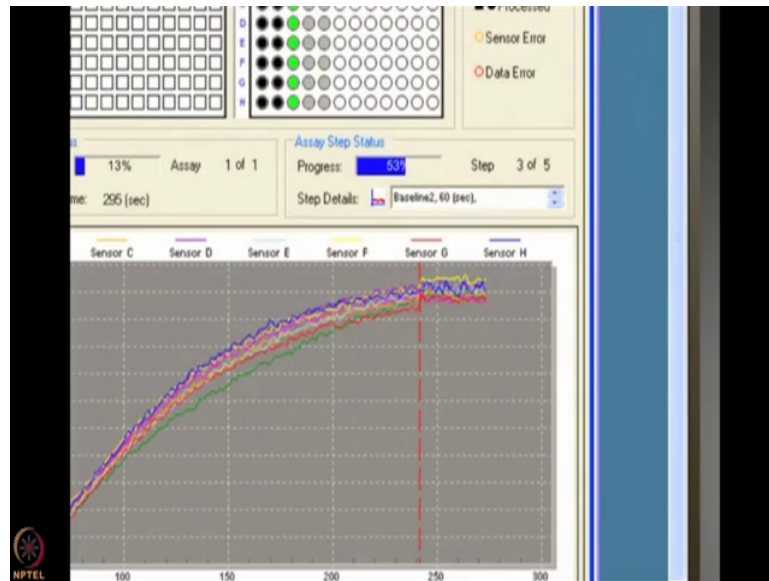 Processed
D
E
F
G
H
Sensor Error
Data Error
Assay Step Status
13% Assay 1 of 1
Progress: 53% Step 3 of 5
me: 295 (sec)
Step Details: Baseline2, 60 (sec),
Sensor C Sensor D Sensor E Sensor F Sensor G Sensor H
100 150 200 250 300
NPTEL